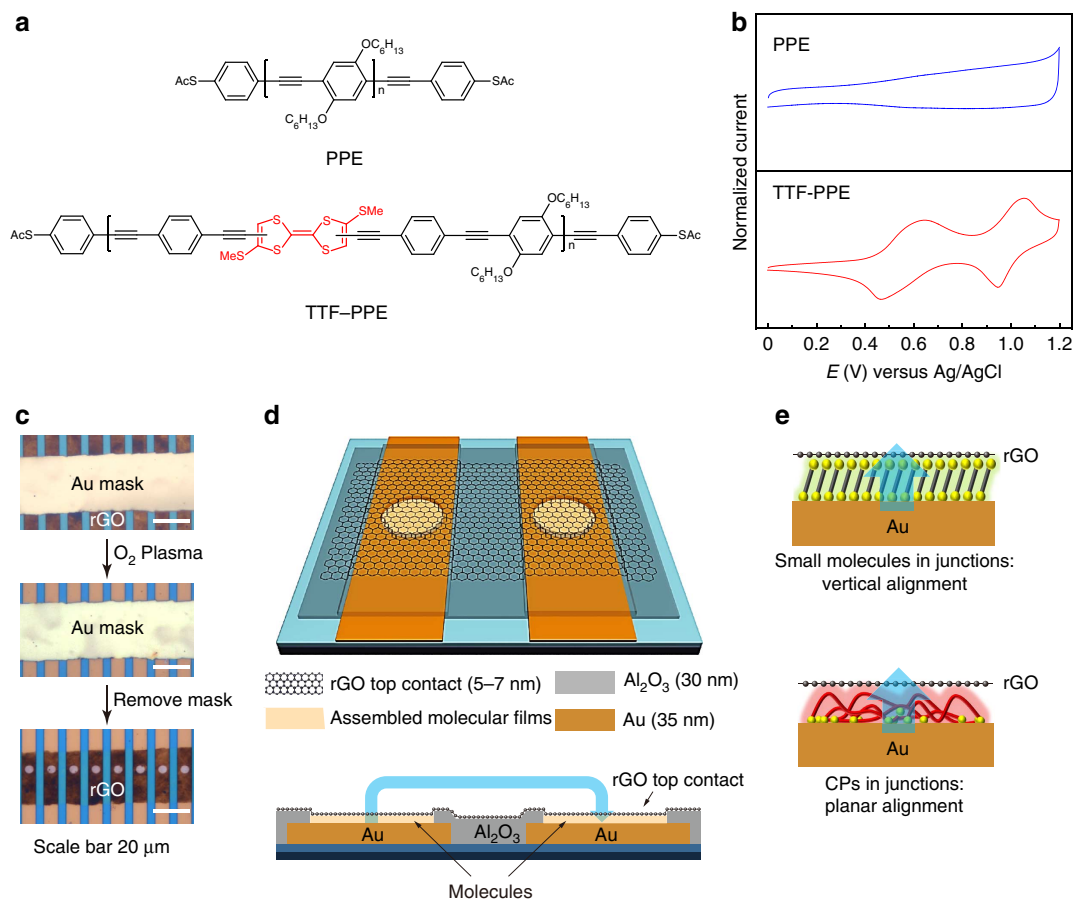 a
OC6H13
AcS
SAc
n
C6H13O
PPE
OC6H13
S
S
SMe
AcS
SAc
S
S
MeS
n
C6H13O
TTF–PPE
b
PPE
TTF-PPE
Normalized current
0 0.2 0.4 0.6 0.8 1.0 1.2
E (V) versus Ag/AgCl
c
Au mask
rGO
O2 Plasma
Au mask
Remove mask
rGO
Scale bar 20 μm
d
rGO top contact (5–7 nm)
Al2O3 (30 nm)
Assembled molecular films
Au (35 nm)
rGO top contact
Au
Al2O3
Au
Molecules
e
rGO
Au
Small molecules in junctions:
vertical alignment
rGO
Au
CPs in junctions:
planar alignment